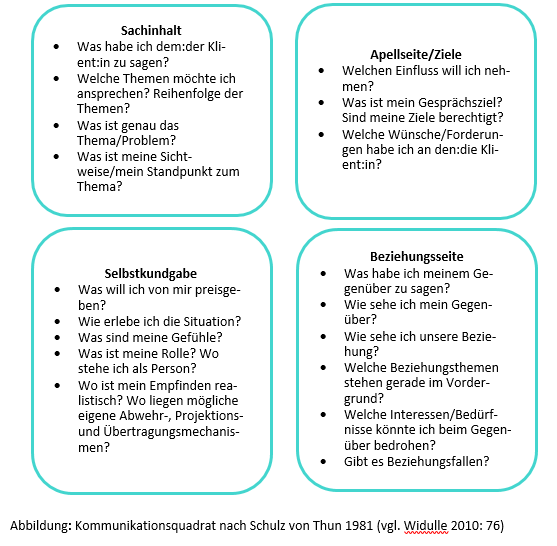 Sachinhalt
• Was habe ich dem:der Kli-
ent:in zu sagen?
• Welche Themen möchte ich
ansprechen? Reihenfolge der
Themen?
• Was ist genau das
Thema/Problem?
• Was ist meine Sicht-
weise/mein Standpunkt zum
Thema?
Apellseite/Ziele
• Welchen Einfluss will ich neh-
men?
• Was ist mein Gesprächsziel?
Sind meine Ziele berechtigt?
• Welche Wünsche/Forderun-
gen habe ich an den:die Kli-
ent:in?
Selbstkundgabe
• Was will ich von mir preisge-
ben?
• Wie erlebe ich die Situation?
• Was sind meine Gefühle?
• Was ist meine Rolle? Wo
stehe ich als Person?
• Wo ist mein Empfinden rea-
listisch? Wo liegen mögliche
eigene Abwehr-, Projektions-
und Übertragungsmechanis-
men?
Beziehungsseite
• Was habe ich meinem Ge-
genüber zu sagen?
• Wie sehe ich mein Gegen-
über?
• Wie sehe ich unsere Bezie-
hung?
• Welche Beziehungsthemen
stehen gerade im Vorder-
grund?
• Welche Interessen/Bedürf-
nisse könnte ich beim Gegen-
über bedrohen?
• Gibt es Beziehungsfallen?
Abbildung: Kommunikationsquadrat nach Schulz von Thun 1981 (vgl. Widulle 2010: 76)